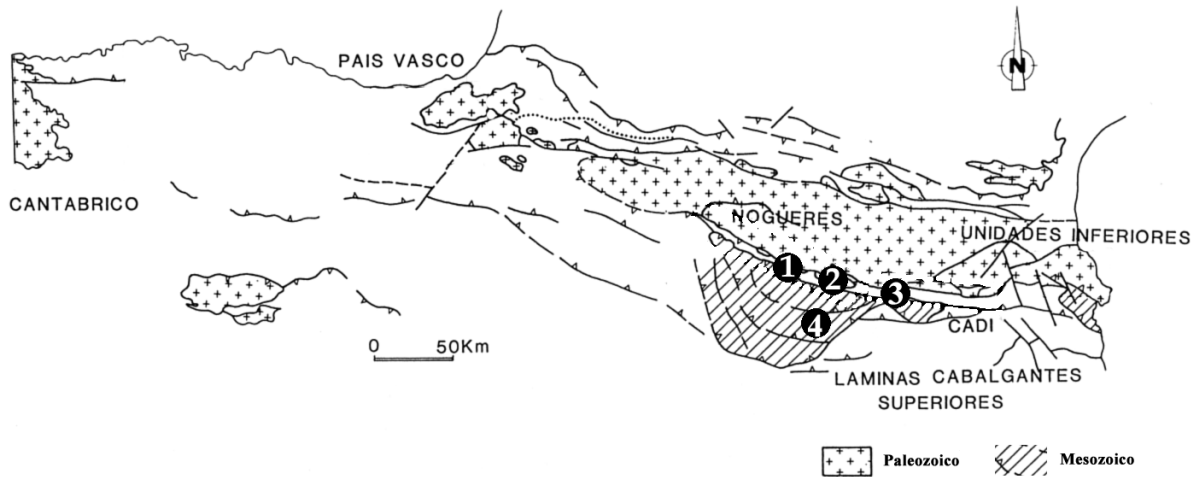 PAIS VASCO
N
CANTABRICO
NOGUERES
UNIDADES INFERIORES
1
2
3
4
0 50Km
CADI
LAMINAS CABALGANTES
SUPERIORES
Paleozoico
Mesozoico